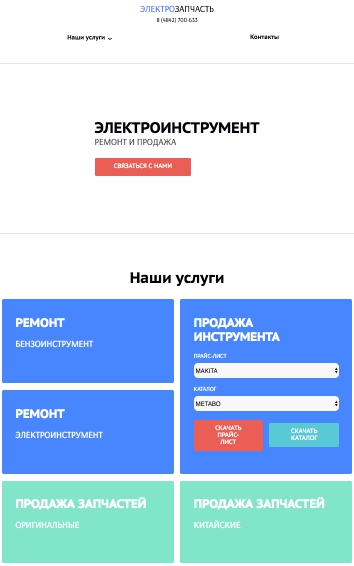 ЭЛЕКТРОЗАПЧАСТЬ
8 (4842) 700-633
Наши услуги
Контакты
ЭЛЕКТРОИНСТРУМЕНТ
РЕМОНТ И ПРОДАЖА
СВЯЗАТЬСЯ С НАМИ
Наши услуги
РЕМОНТ
БЕНЗОИНСТРУМЕНТ
РЕМОНТ
ЭЛЕКТРОИНСТРУМЕНТ
ПРОДАЖА
ИНСТРУМЕНТА
ПРАЙС-ЛИСТ
MAKITA
КАТАЛОГ
METABO
СКАЧАТЬ
ПРАЙС-
ЛИСТ
СКАЧАТЬ
КАТАЛОГ
ПРОДАЖА ЗАПЧАСТЕЙ
ОРИГИНАЛЬНЫЕ
ПРОДАЖА ЗАПЧАСТЕЙ
КИТАЙСКИЕ